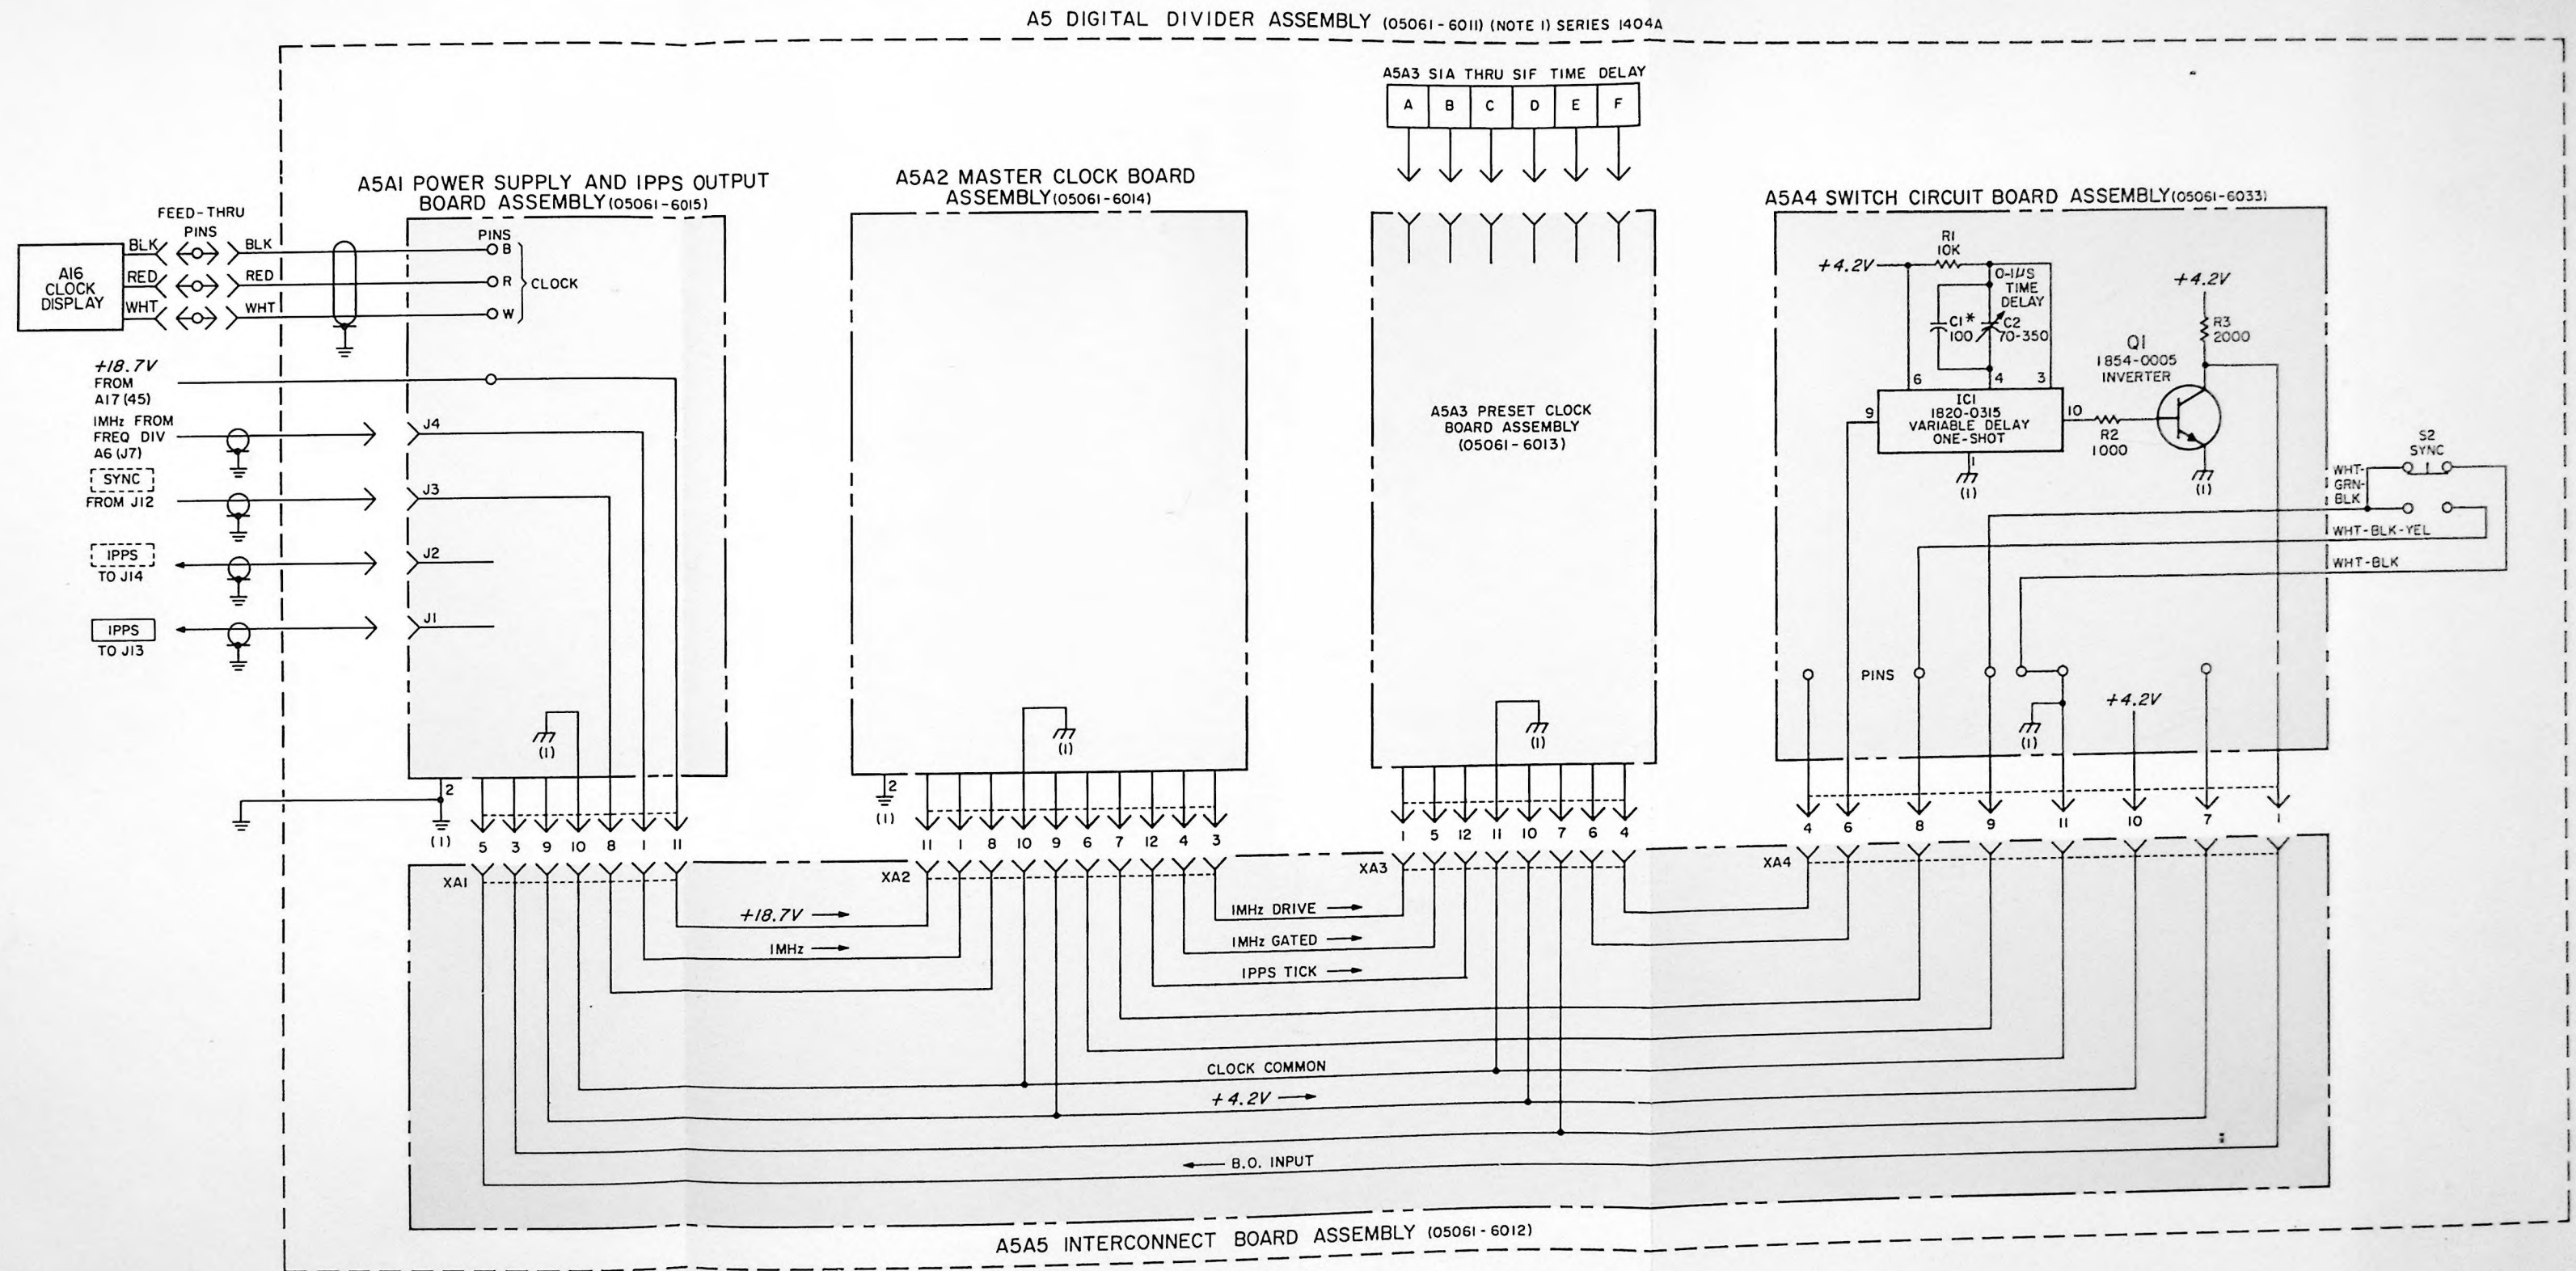 A5 DIGITAL DIVIDER ASSEMBLY (05061-6011) (NOTE 1) SERIES 1404A
A5A3 S1A THRU S1F TIME DELAY
A B C D E F
A5A1 POWER SUPPLY AND 1PPS OUTPUT
BOARD ASSEMBLY (05061-6015)
A5A2 MASTER CLOCK BOARD
ASSEMBLY (05061-6014)
A5A4 SWITCH CIRCUIT BOARD ASSEMBLY (05061-6033)
FEED-THRU
PINS
A16
CLOCK
DISPLAY
BLK BLK
RED RED
WHT WHT
PINS
B
R
W
CLOCK
+18.7V
FROM
A17 (45)
1MHz FROM
FREQ DIV
A6 (J7)
SYNC
FROM J12
1PPS
TO J14
1PPS
TO J13
J4
J3
J2
J1
(1)
2
(1)
(1)
2
(1)
A5A3 PRESET CLOCK
BOARD ASSEMBLY
(05061-6013)
(1)
+4.2V
R1
10K
0-1µS
TIME
DELAY
C1*
100
C2
70-350
6 4 3
9
IC1
1820-0315
VARIABLE DELAY
ONE-SHOT
10
1
(1)
R2
1000
Q1
1854-0005
INVERTER
+4.2V
R3
2000
(1)
S2
SYNC
WHT-
GRN-
BLK
WHT-BLK-YEL
WHT-BLK
PINS
(1)
+4.2V
5 3 9 10 8 1 11
11 1 8 10 9 6 7 12 4 3
1 5 12 11 10 7 6 4
4 6 8 9 11 10 7 1
XA1
XA2
XA3
XA4
+18.7V
1MHz
1MHz DRIVE
1MHz GATED
1PPS TICK
CLOCK COMMON
+4.2V
B.O. INPUT
A5A5 INTERCONNECT BOARD ASSEMBLY (05061-6012)